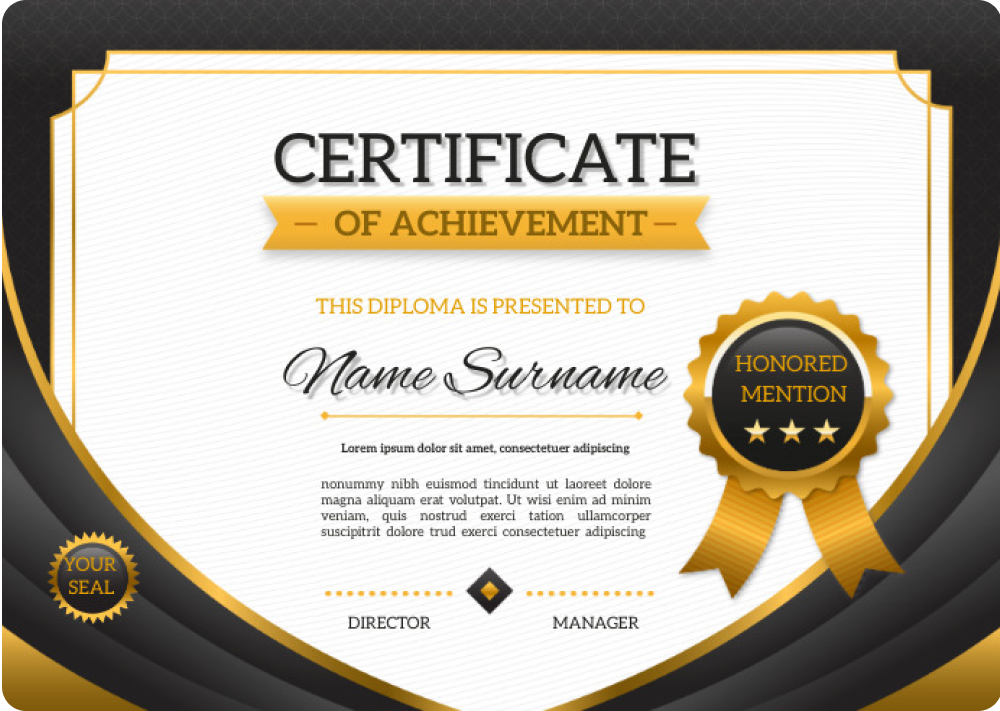 CERTIFICATE
– OF ACHIEVEMENT –
THIS DIPLOMA IS PRESENTED TO
Name Surname
HONORED
MENTION
Lorem ipsum dolor sit amet, consectetuer adipiscing
nonummy nibh euismod tincidunt ut laoreet dolore
magna aliquam erat volutpat. Ut wisi enim ad minim
veniam, quis nostrud exerci tation ullamcorper
suscipitrit dolore trud exerci consectetuer adipiscing
YOUR
SEAL
DIRECTOR
MANAGER